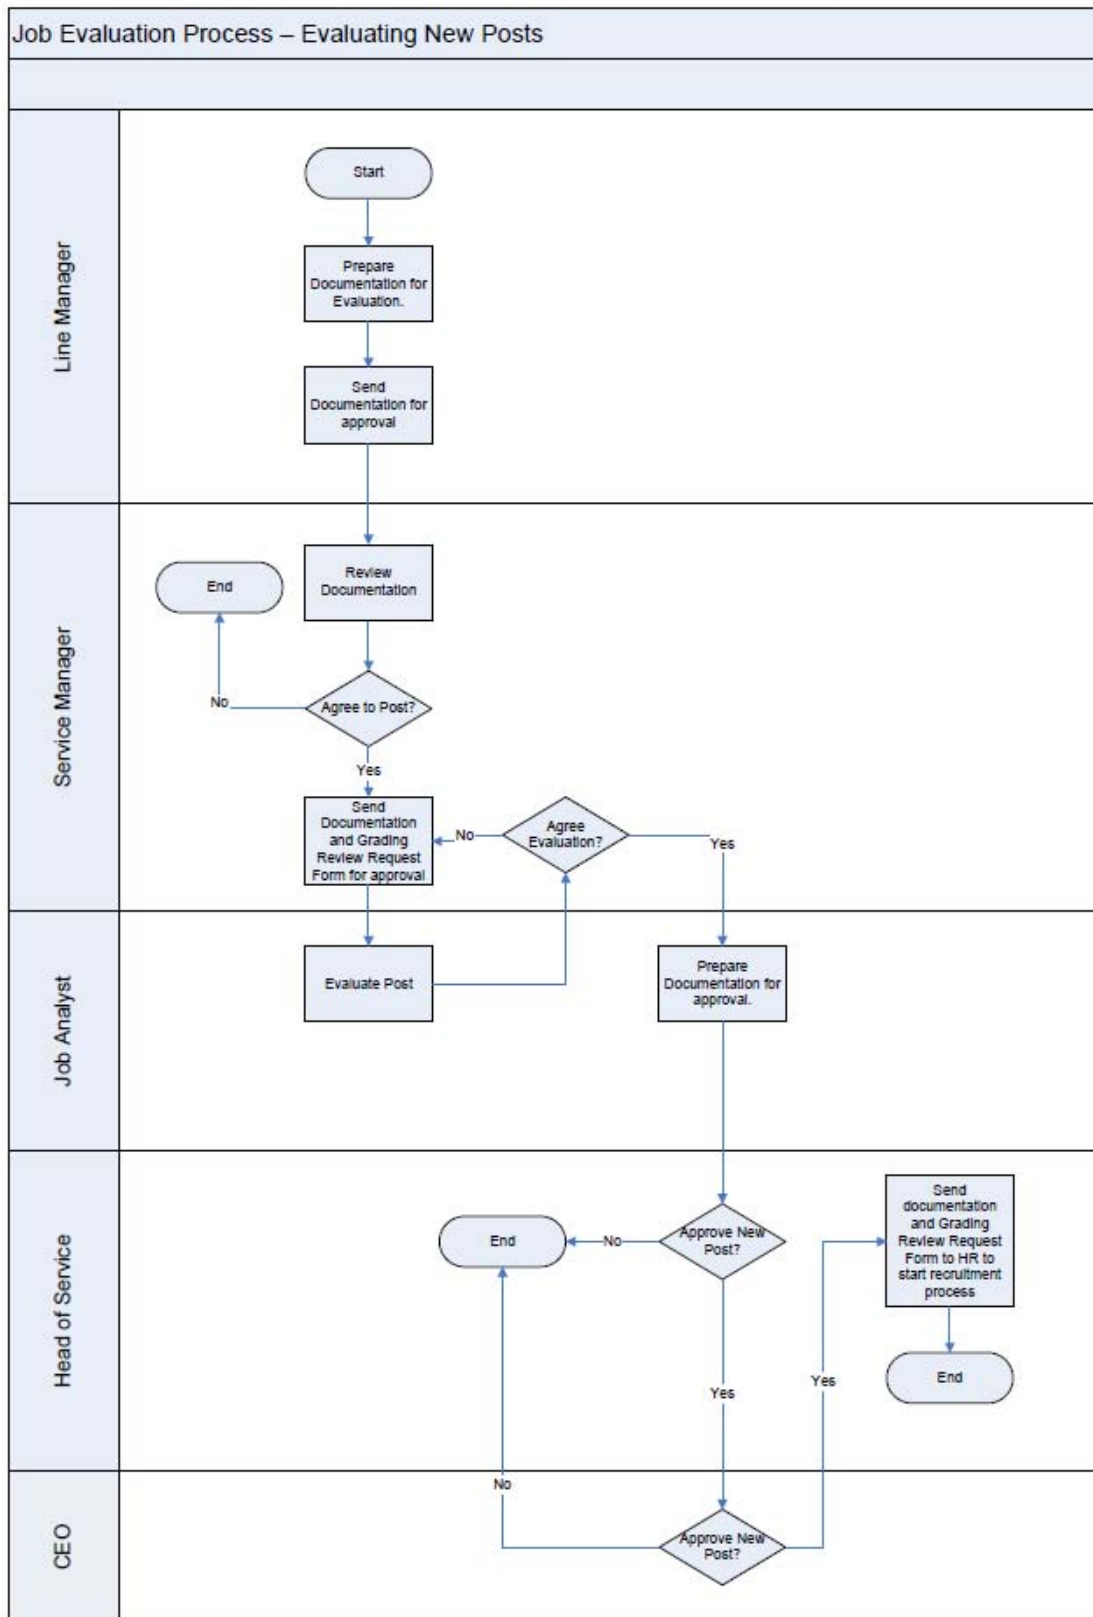 Job Evaluation Process – Evaluating New Posts
Line Manager
Start
Prepare
Documentation for
Evaluation.
Send
Documentation for
approval
Service Manager
Review
Documentation
End
Agree to Post?
No
Yes
Send
Documentation
and Grading
Review Request
Form for approval
No
Agree
Evaluation?
Yes
Job Analyst
Evaluate Post
Prepare
Documentation for
approval.
Head of Service
End
No
Approve New
Post?
Send
documentation
and Grading
Review Request
Form to HR to
start recruitment
process
End
Yes
Yes
CEO
No
Approve New
Post?